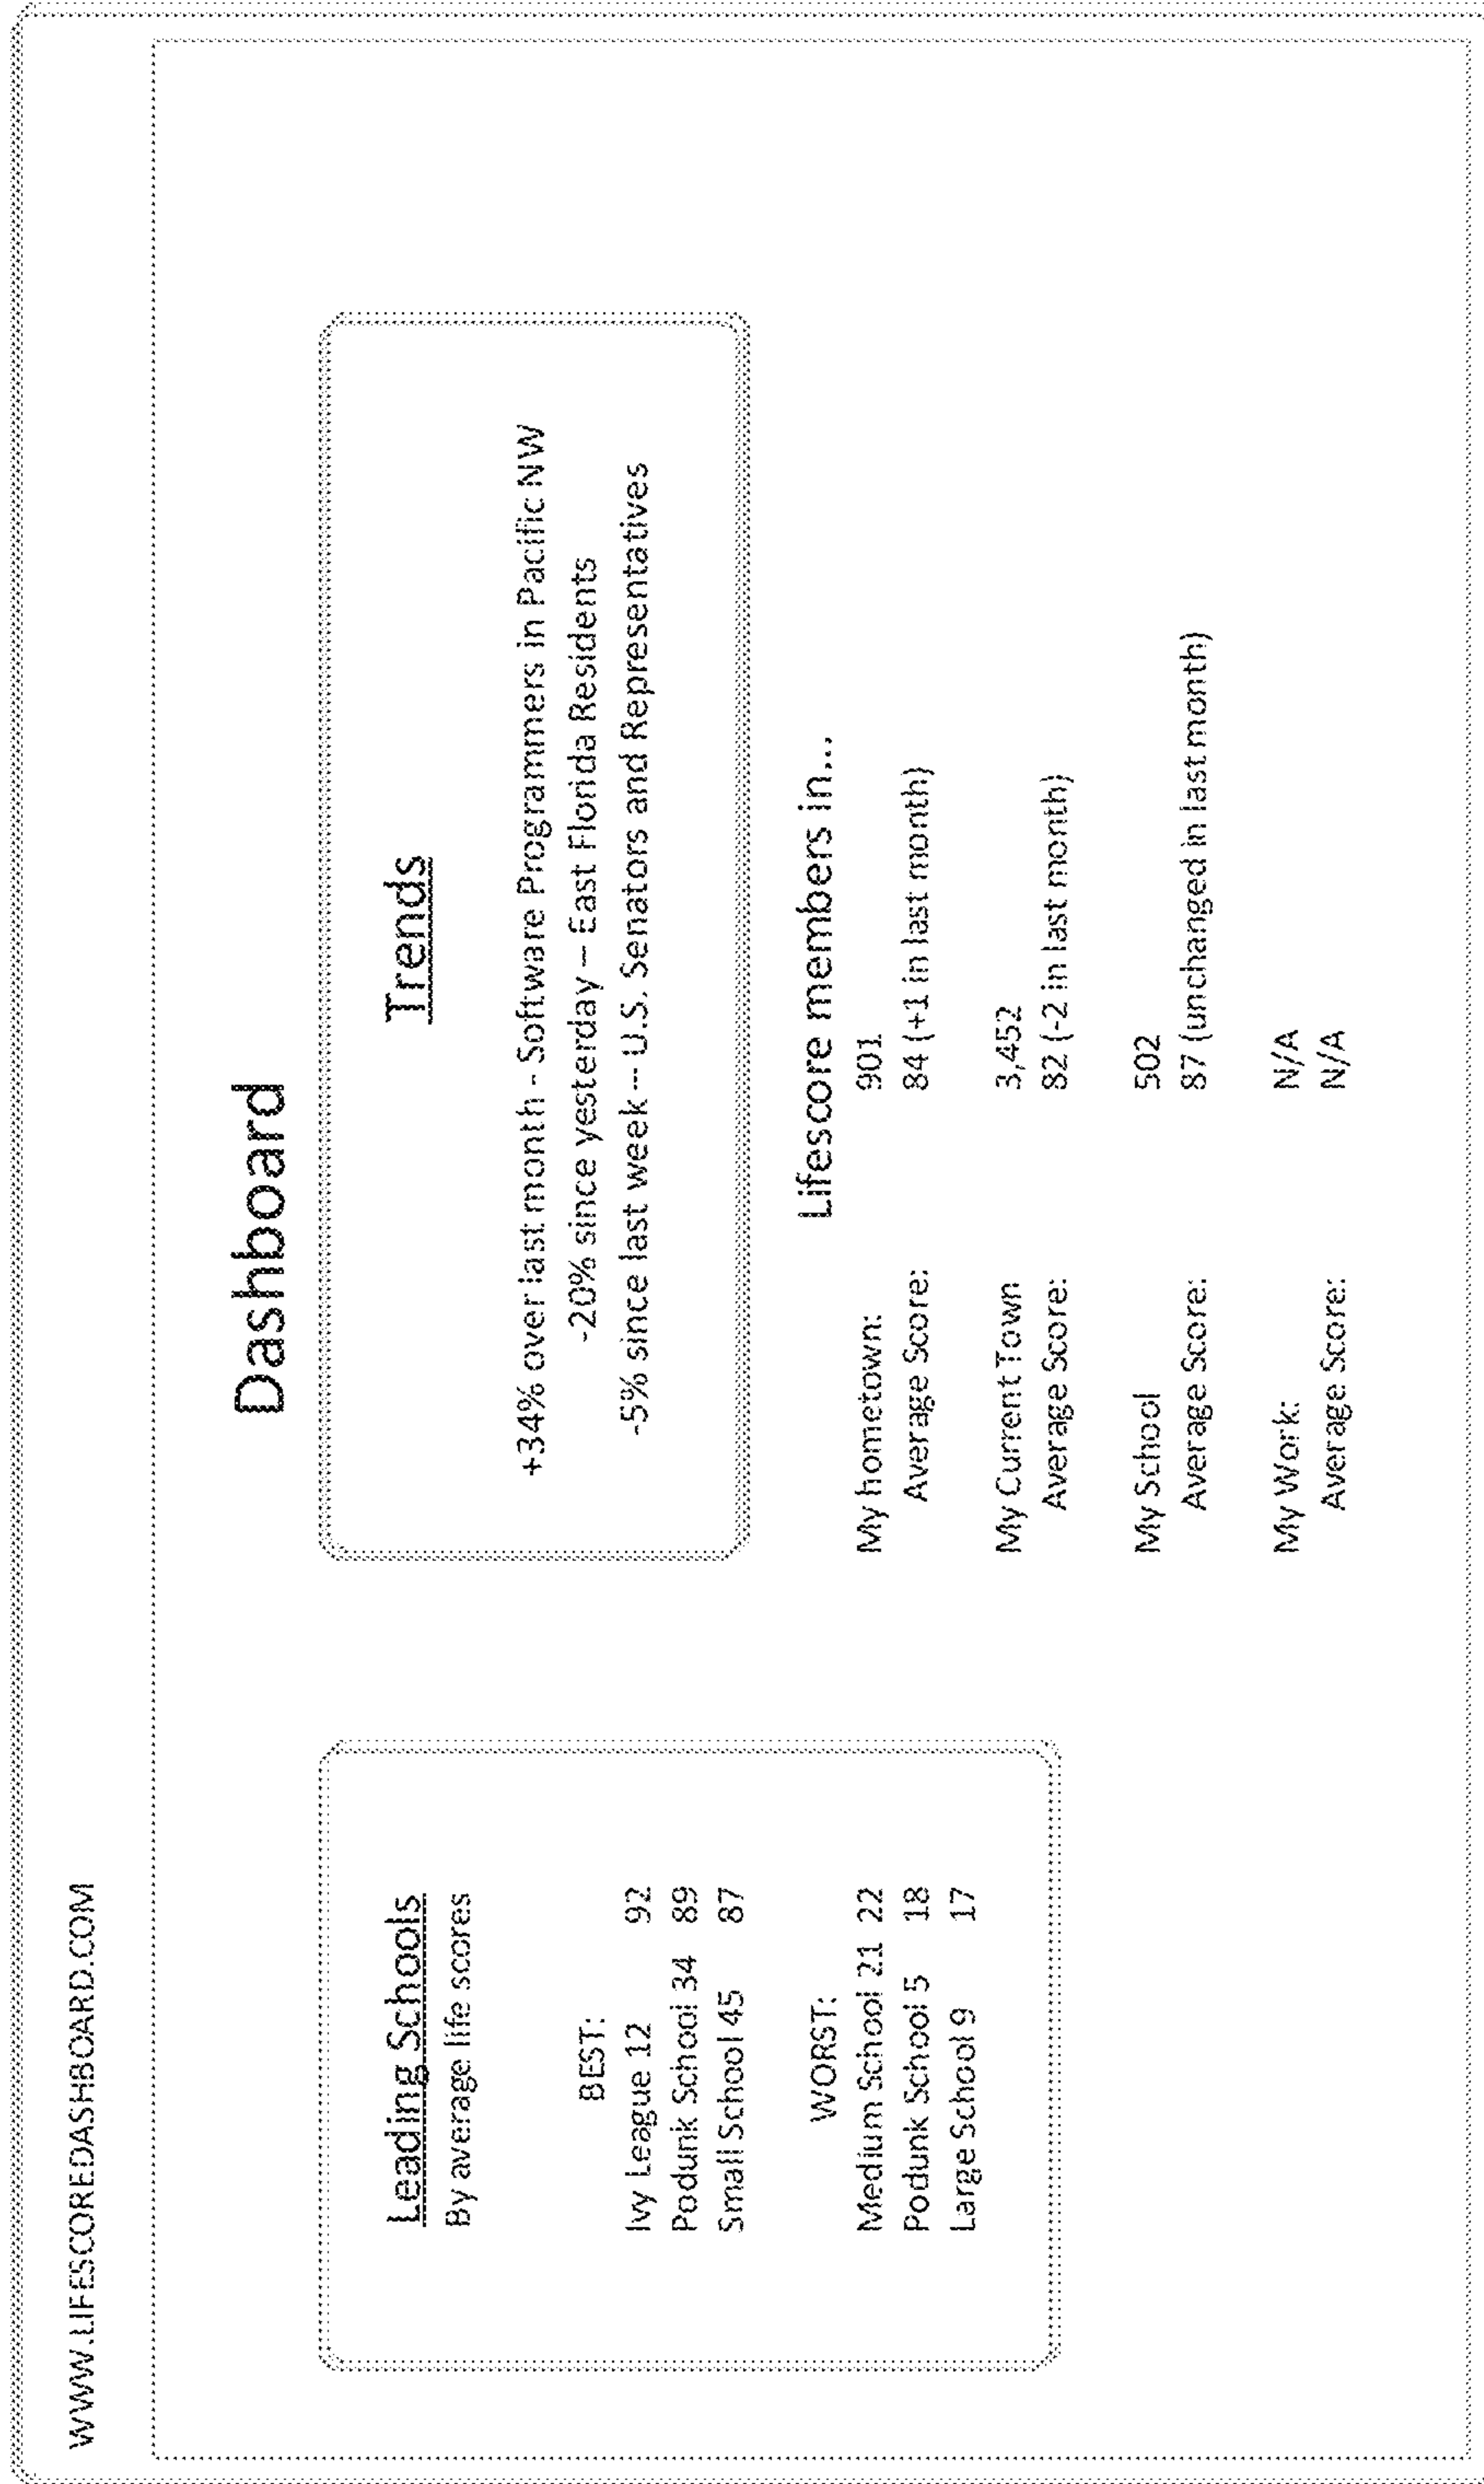 WWW.LIFESCOREDASHBOARD.COM
Dashboard
Leading Schools
By average life scores
BEST:
Ivy League 12 92
Podunk School 34 89
Small School 45 87
WORST:
Medium School 21 22
Podunk School 5 18
Large School 9 17
Trends
+34% over last month - Software Programmers in Pacific NW
-20% since yesterday – East Florida Residents
-5% since last week -- U.S. Senators and Representatives
Lifescore members in...
My hometown: 901
Average Score: 84 (+1 in last month)
My Current Town 3,452
Average Score: 82 (-2 in last month)
My School 502
Average Score: 87 (unchanged in last month)
My Work: N/A
Average Score: N/A